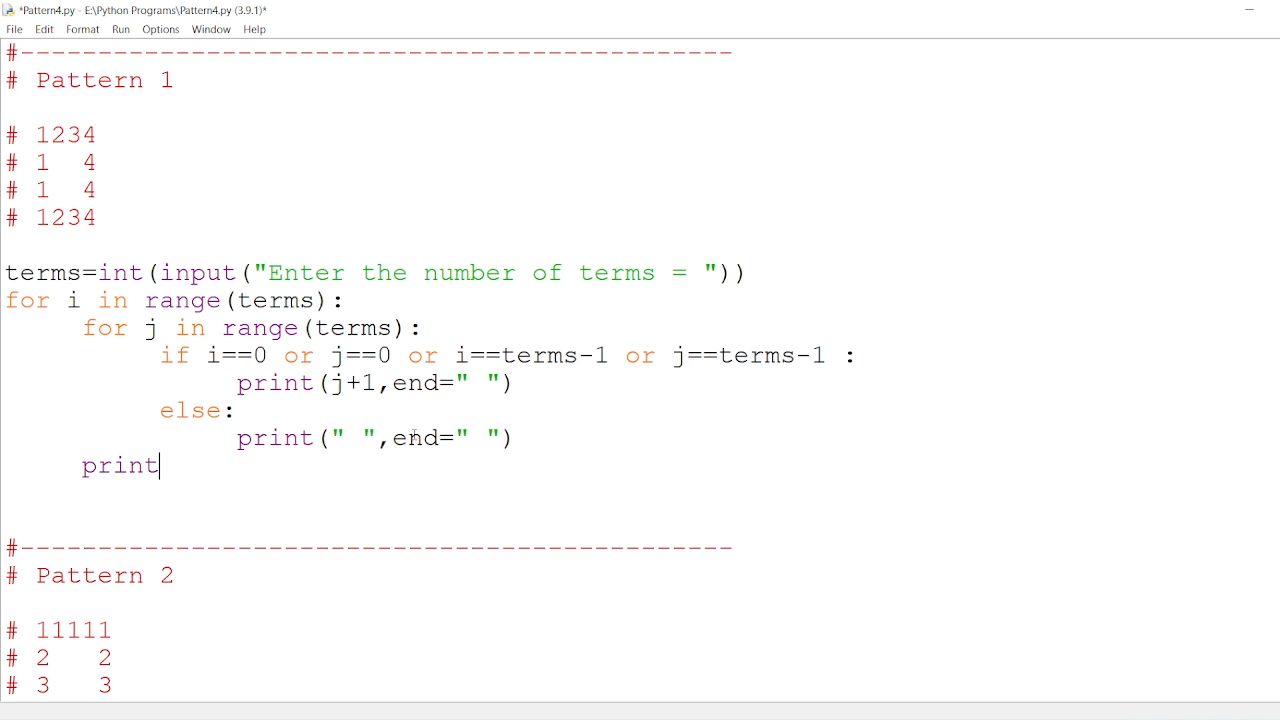 *Pattern4.py - E:\Python Programs\Pattern4.py (3.9.1)*
File Edit Format Run Options Window Help
#----------------------------------------------
# Pattern 1
# 1234
# 1  4
# 1  4
# 1234
terms=int(input("Enter the number of terms = "))
for i in range(terms):
     for j in range(terms):
          if i==0 or j==0 or i==terms-1 or j==terms-1 :
               print(j+1,end=" ")
          else:
               print(" ",end=" ")
     print
#----------------------------------------------
# Pattern 2
# 11111
# 2   2
# 3   3